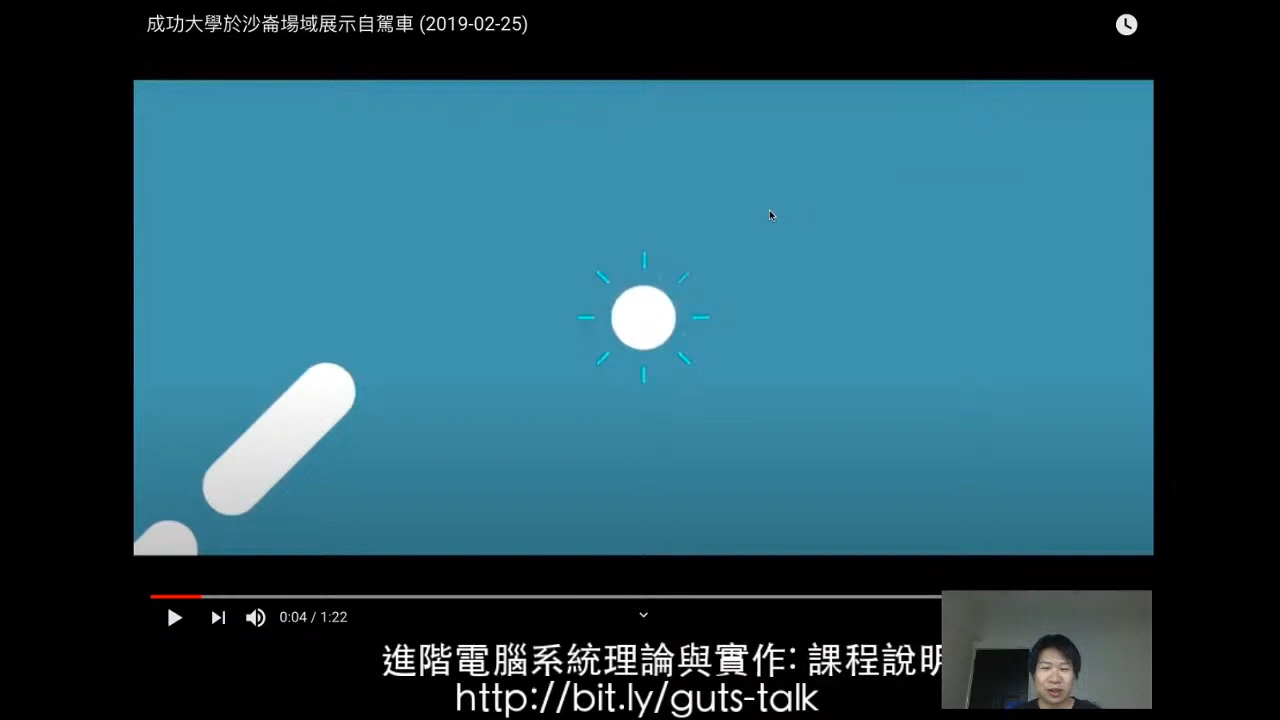 成功大學於沙崙場域展示自駕車 (2019-02-25)
0:04 / 1:22
進階電腦系統理論與實作: 課程說明
http://bit.ly/guts-talk